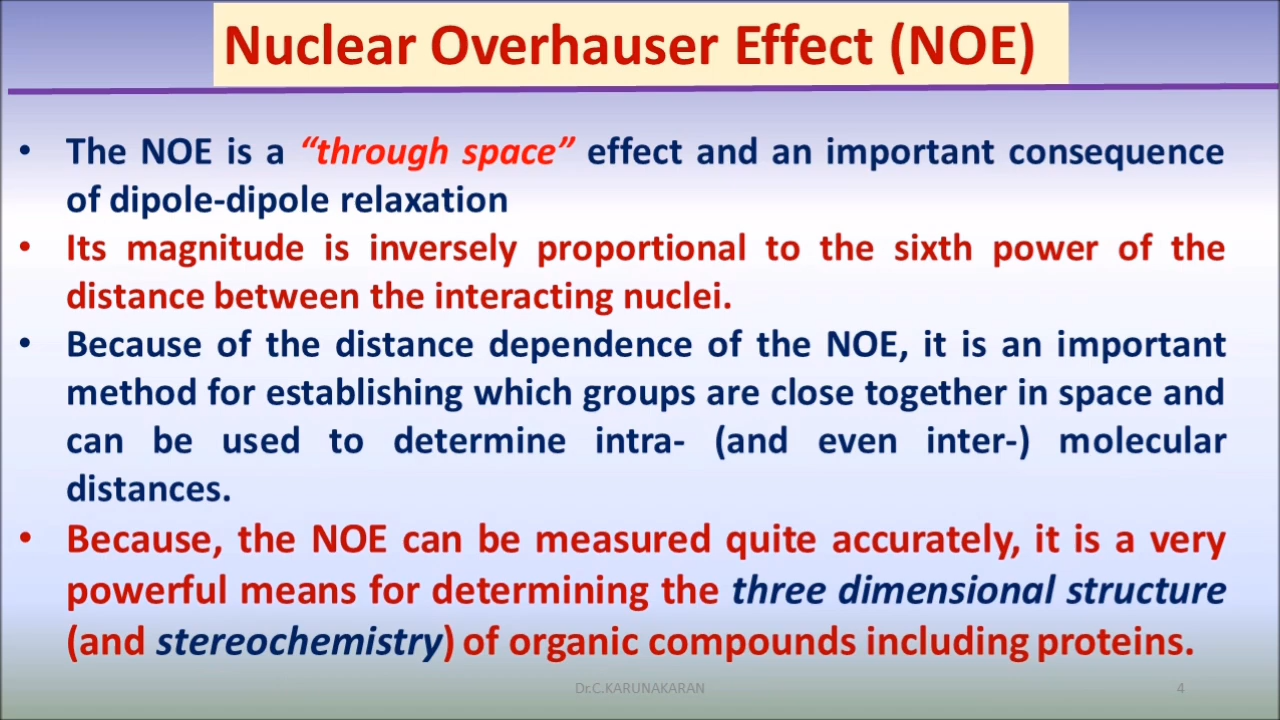 Nuclear Overhauser Effect (NOE)
• The NOE is a “through space” effect and an important consequence
of dipole-dipole relaxation
• Its magnitude is inversely proportional to the sixth power of the
distance between the interacting nuclei.
• Because of the distance dependence of the NOE, it is an important
method for establishing which groups are close together in space and
can be used to determine intra- (and even inter-) molecular
distances.
• Because, the NOE can be measured quite accurately, it is a very
powerful means for determining the three dimensional structure
(and stereochemistry) of organic compounds including proteins.
Dr.C.KARUNAKARAN
4